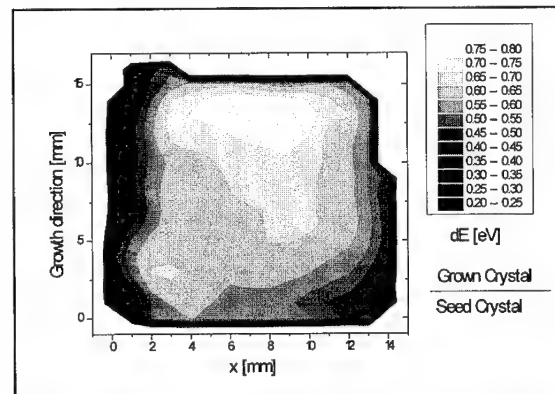 0.75 – 0.80
0.70 – 0.75
0.65 – 0.70
0.60 – 0.65
0.55 – 0.60
0.50 – 0.55
0.45 – 0.50
0.40 – 0.45
0.35 – 0.40
0.30 – 0.35
0.25 – 0.30
0.20 – 0.25
dE [eV]
Grown Crystal
Seed Crystal
Growth direction [mm]
15
10
5
0
0 2 4 6 8 10 12 14
x [mm]